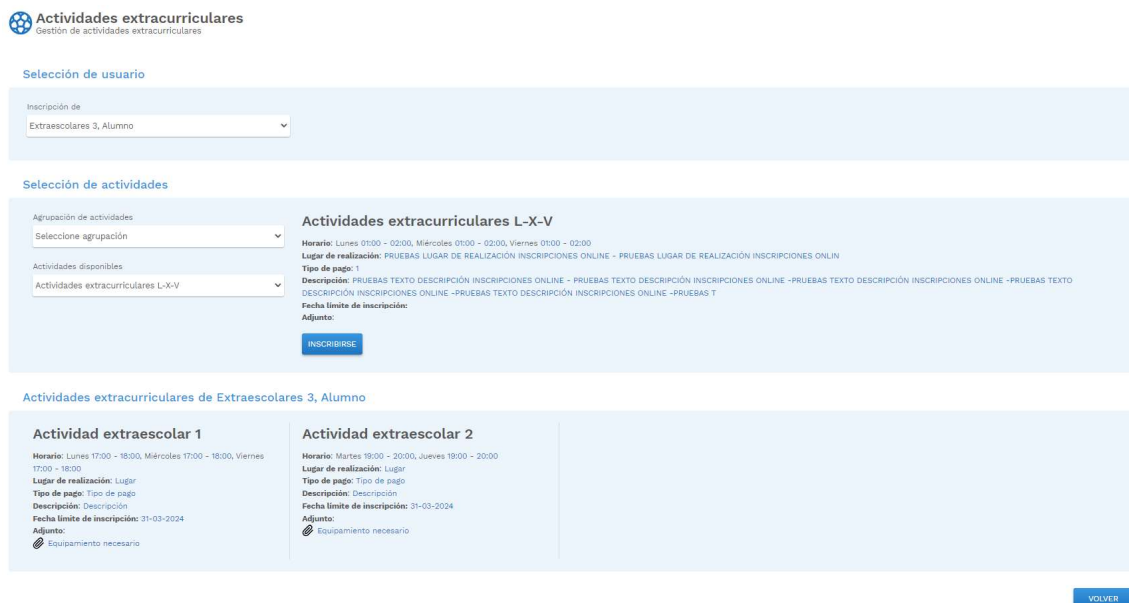 Actividades extracurriculares
Gestión de actividades extracurriculares
Selección de usuario
Inscripción de
Extraescolares 3, Alumno
Selección de actividades
Agrupación de actividades
Seleccione agrupación
Actividades disponibles
Actividades extracurriculares L-X-V
Actividades extracurriculares L-X-V
Horario: Lunes 01:00 - 02:00, Miércoles 01:00 - 02:00, Viernes 01:00 - 02:00
Lugar de realización: PRUEBAS LUGAR DE REALIZACIÓN INSCRIPCIONES ONLINE - PRUEBAS LUGAR DE REALIZACIÓN INSCRIPCIONES ONLIN
Tipo de pago: 1
Descripción: PRUEBAS TEXTO DESCRIPCIÓN INSCRIPCIONES ONLINE - PRUEBAS TEXTO DESCRIPCIÓN INSCRIPCIONES ONLINE -PRUEBAS TEXTO DESCRIPCIÓN INSCRIPCIONES ONLINE -PRUEBAS TEXTO
DESCRIPCIÓN INSCRIPCIONES ONLINE -PRUEBAS TEXTO DESCRIPCIÓN INSCRIPCIONES ONLINE -PRUEBAS T
Fecha límite de inscripción:
Adjunto:
INSCRIBIRSE
Actividades extracurriculares de Extraescolares 3, Alumno
Actividad extraescolar 1
Horario: Lunes 17:00 - 18:00, Miércoles 17:00 - 18:00, Viernes
17:00 - 18:00
Lugar de realización: Lugar
Tipo de pago: Tipo de pago
Descripción: Descripción
Fecha límite de inscripción: 31-03-2024
Adjunto:
Equipamiento necesario
Actividad extraescolar 2
Horario: Martes 19:00 - 20:00, Jueves 19:00 - 20:00
Lugar de realización: Lugar
Tipo de pago: Tipo de pago
Descripción: Descripción
Fecha límite de inscripción: 31-03-2024
Adjunto:
Equipamiento necesario
VOLVER